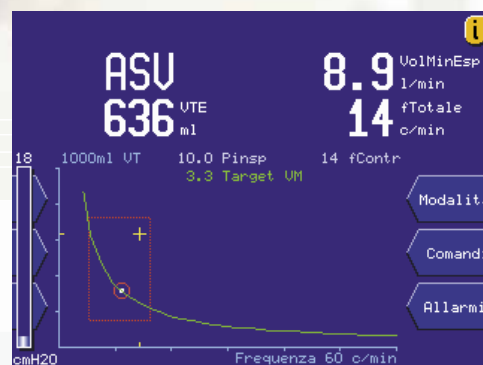 i
ASV 8.9 VolMinEsp l/min
636 VTE ml 14 fTotale c/min
18 1000ml VT 10.0 Pinsp 14 fContr
3.3 Target VM
Modalit
Comand
Allarmi
cmH2O Frequenza 60 c/min